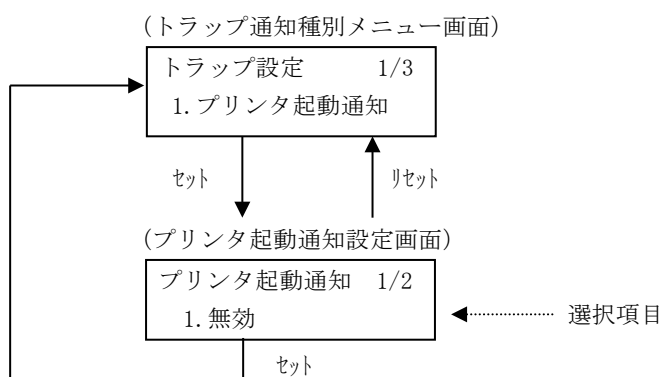 (トラップ通知種別メニュー画面)
トラップ設定 1/3
1.プリンタ起動通知
ｾｯﾄ ﾘｾｯﾄ
(プリンタ起動通知設定画面)
プリンタ起動通知 1/2
1.無効
選択項目
ｾｯﾄ